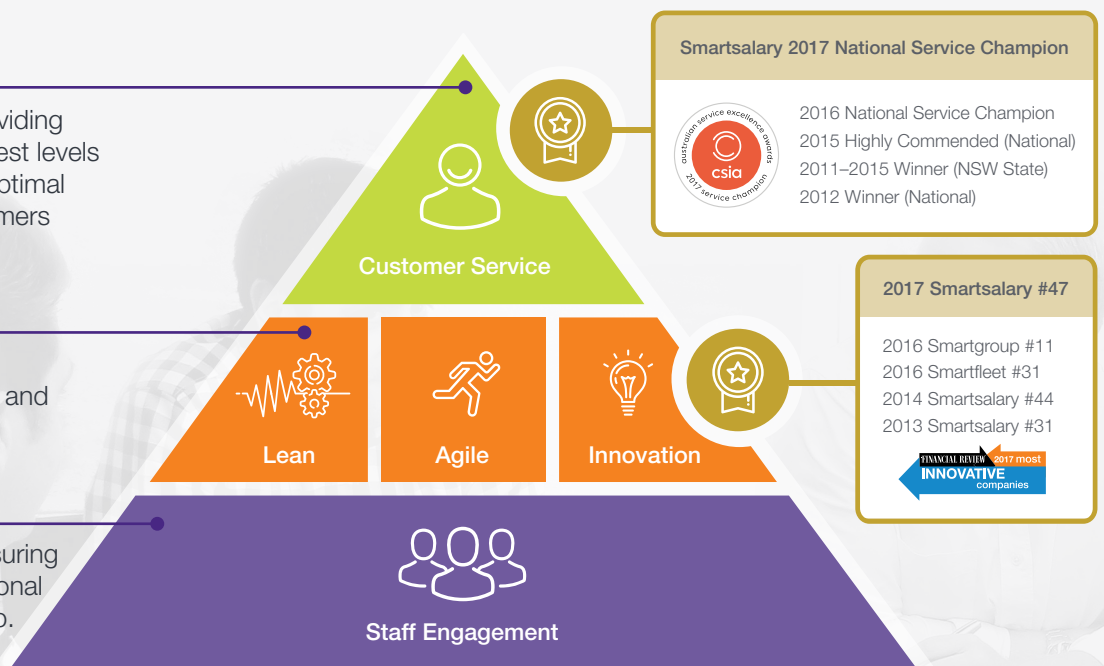 Smartsalary 2017 National Service Champion
australian service excellence awards
csia
2017 service champion
2016 National Service Champion
2015 Highly Commended (National)
2011–2015 Winner (NSW State)
2012 Winner (National)
viding
est levels
ptimal
mers
Customer Service
2017 Smartsalary #47
2016 Smartgroup #11
2016 Smartfleet #31
2014 Smartsalary #44
2013 Smartsalary #31
FINANCIAL REVIEW 2017 most
INNOVATIVE
companies
and
Lean
Agile
Innovation
suring
onal
o.
Staff Engagement